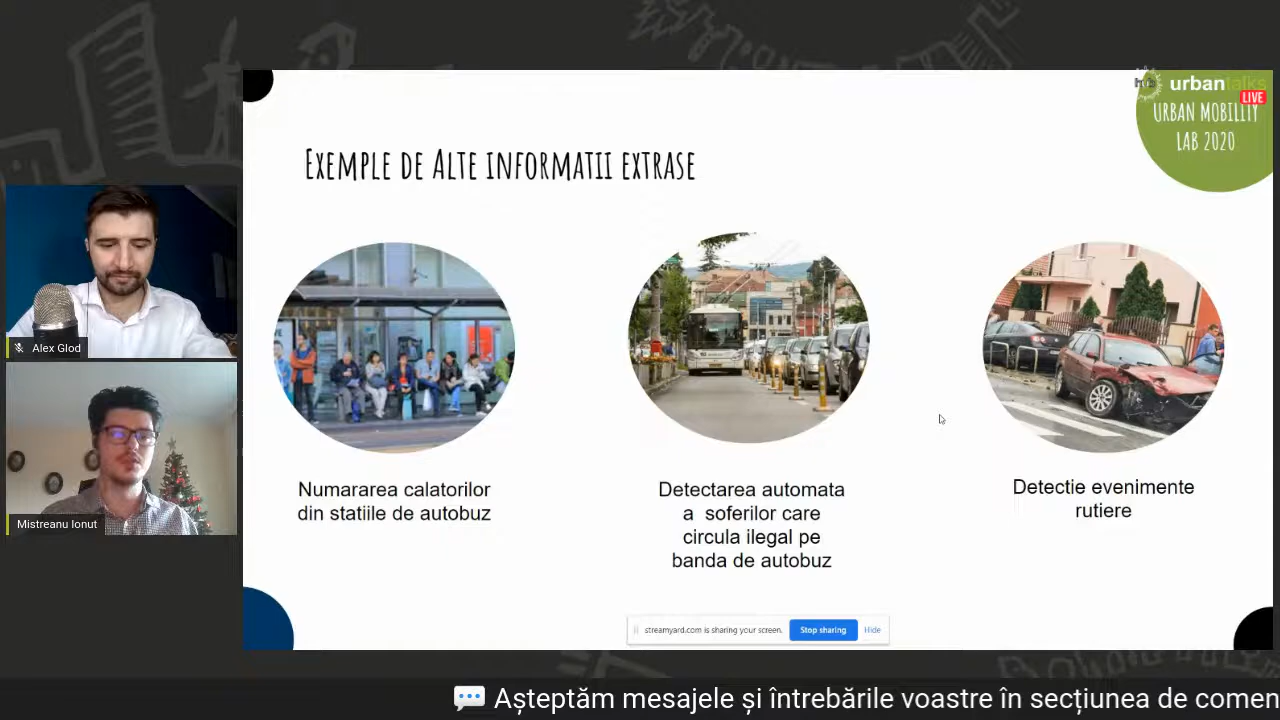 urbantalks
hub
LIVE
URBAN MOBILITY
LAB 2020
EXEMPLE DE ALTE INFORMATII EXTRASE
Alex Glod
Mistreanu Ionut
Numararea calatorilor
din statiile de autobuz
Detectarea automata
a soferilor care
circula ilegal pe
banda de autobuz
Detectie evenimente
rutiere
streamyard.com is sharing your screen.
Stop sharing
Hide
Așteptăm mesajele și întrebările voastre în secțiunea de comen